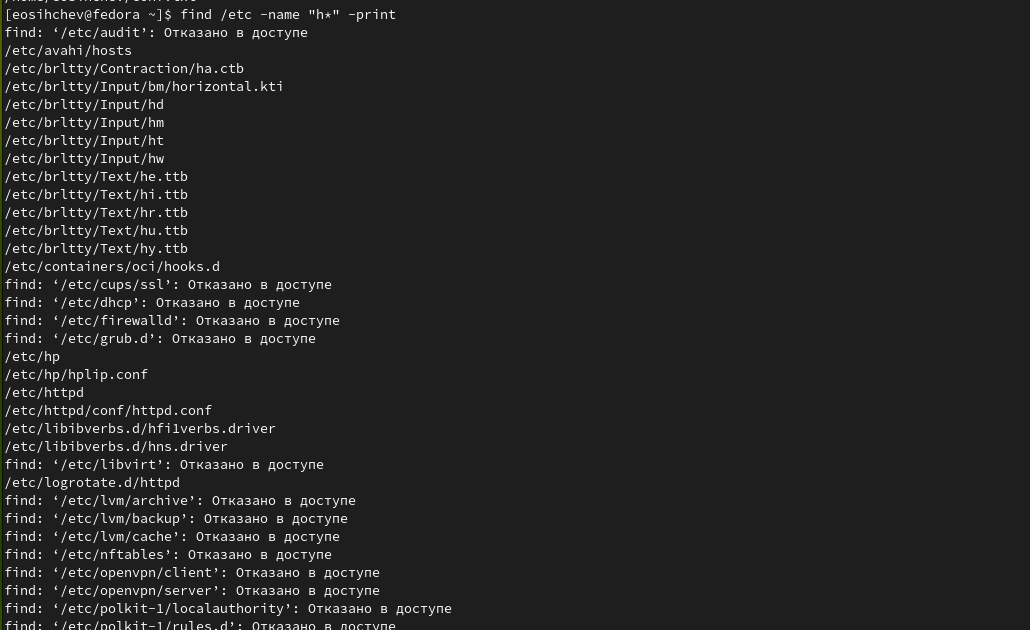 [eosihchev@fedora ~]$ find /etc -name "h*" -print
find: ‘/etc/audit’: Отказано в доступе
/etc/avahi/hosts
/etc/brltty/Contraction/ha.ctb
/etc/brltty/Input/bm/horizontal.kti
/etc/brltty/Input/hd
/etc/brltty/Input/hm
/etc/brltty/Input/ht
/etc/brltty/Input/hw
/etc/brltty/Text/he.ttb
/etc/brltty/Text/hi.ttb
/etc/brltty/Text/hr.ttb
/etc/brltty/Text/hu.ttb
/etc/brltty/Text/hy.ttb
/etc/containers/oci/hooks.d
find: ‘/etc/cups/ssl’: Отказано в доступе
find: ‘/etc/dhcp’: Отказано в доступе
find: ‘/etc/firewalld’: Отказано в доступе
find: ‘/etc/grub.d’: Отказано в доступе
/etc/hp
/etc/hp/hplip.conf
/etc/httpd
/etc/httpd/conf/httpd.conf
/etc/libibverbs.d/hfi1verbs.driver
/etc/libibverbs.d/hns.driver
find: ‘/etc/libvirt’: Отказано в доступе
/etc/logrotate.d/httpd
find: ‘/etc/lvm/archive’: Отказано в доступе
find: ‘/etc/lvm/backup’: Отказано в доступе
find: ‘/etc/lvm/cache’: Отказано в доступе
find: ‘/etc/nftables’: Отказано в доступе
find: ‘/etc/openvpn/client’: Отказано в доступе
find: ‘/etc/openvpn/server’: Отказано в доступе
find: ‘/etc/polkit-1/localauthority’: Отказано в доступе
find: ‘/etc/polkit-1/rules.d’: Отказано в доступе